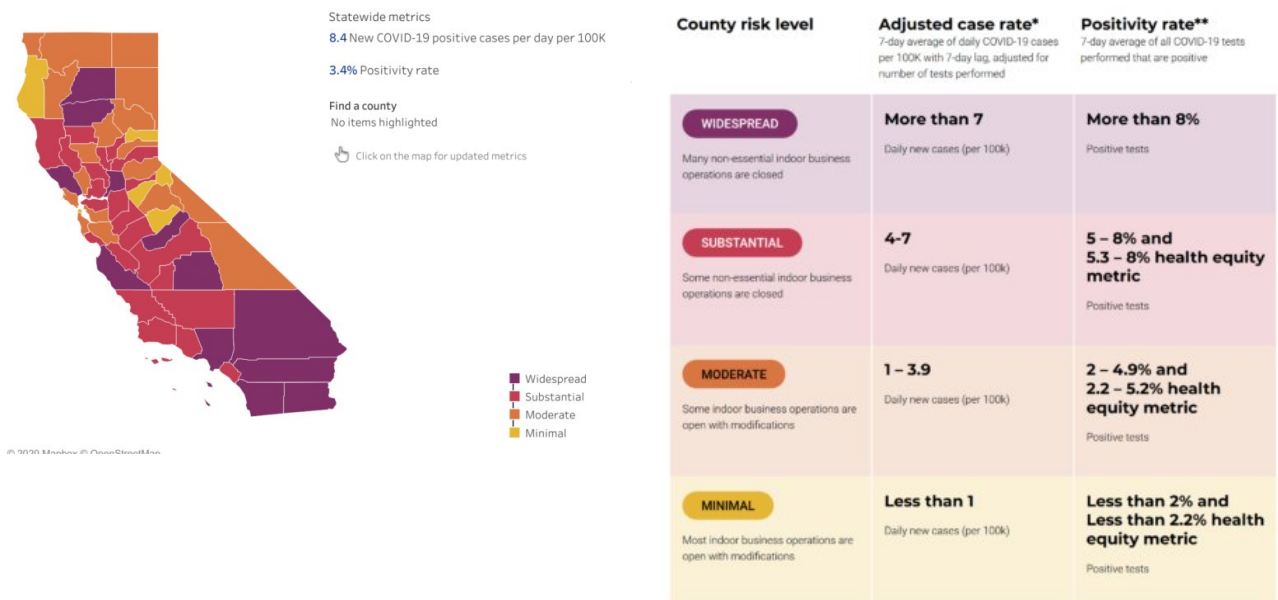 Statewide metrics
8.4 New COVID-19 positive cases per day per 100K
3.4% Positivity rate
Find a county
No items highlighted
Click on the map for updated metrics
Widespread
Substantial
Moderate
Minimal
© 2020 Mapbox © OpenStreetMap
County risk level
Adjusted case rate*
7-day average of daily COVID-19 cases
per 100K with 7-day lag, adjusted for
number of tests performed
Positivity rate**
7-day average of all COVID-19 tests
performed that are positive
WIDESPREAD
Many non-essential indoor business
operations are closed
More than 7
Daily new cases (per 100k)
More than 8%
Positive tests
SUBSTANTIAL
Some non-essential indoor business
operations are closed
4-7
Daily new cases (per 100k)
5 – 8% and
5.3 – 8% health equity
metric
Positive tests
MODERATE
Some indoor business operations are
open with modifications
1 – 3.9
Daily new cases (per 100k)
2 – 4.9% and
2.2 – 5.2% health
equity metric
Positive tests
MINIMAL
Most indoor business operations are
open with modifications
Less than 1
Daily new cases (per 100k)
Less than 2% and
Less than 2.2% health
equity metric
Positive tests